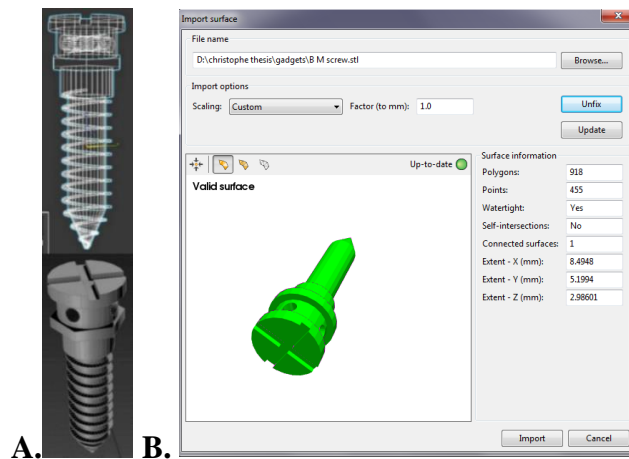 Import surface
File name
D:\christophe thesis\gadgets\B M screw.stl
Browse...
Import options
Scaling: Custom Factor (to mm): 1.0 Unfix
Update
Up-to-date
Valid surface
Surface information
Polygons: 918
Points: 455
Watertight: Yes
Self-intersections: No
Connected surfaces: 1
Extent - X (mm): 8.4948
Extent - Y (mm): 5.1994
Extent - Z (mm): 2.98601
Import Cancel
A. B.